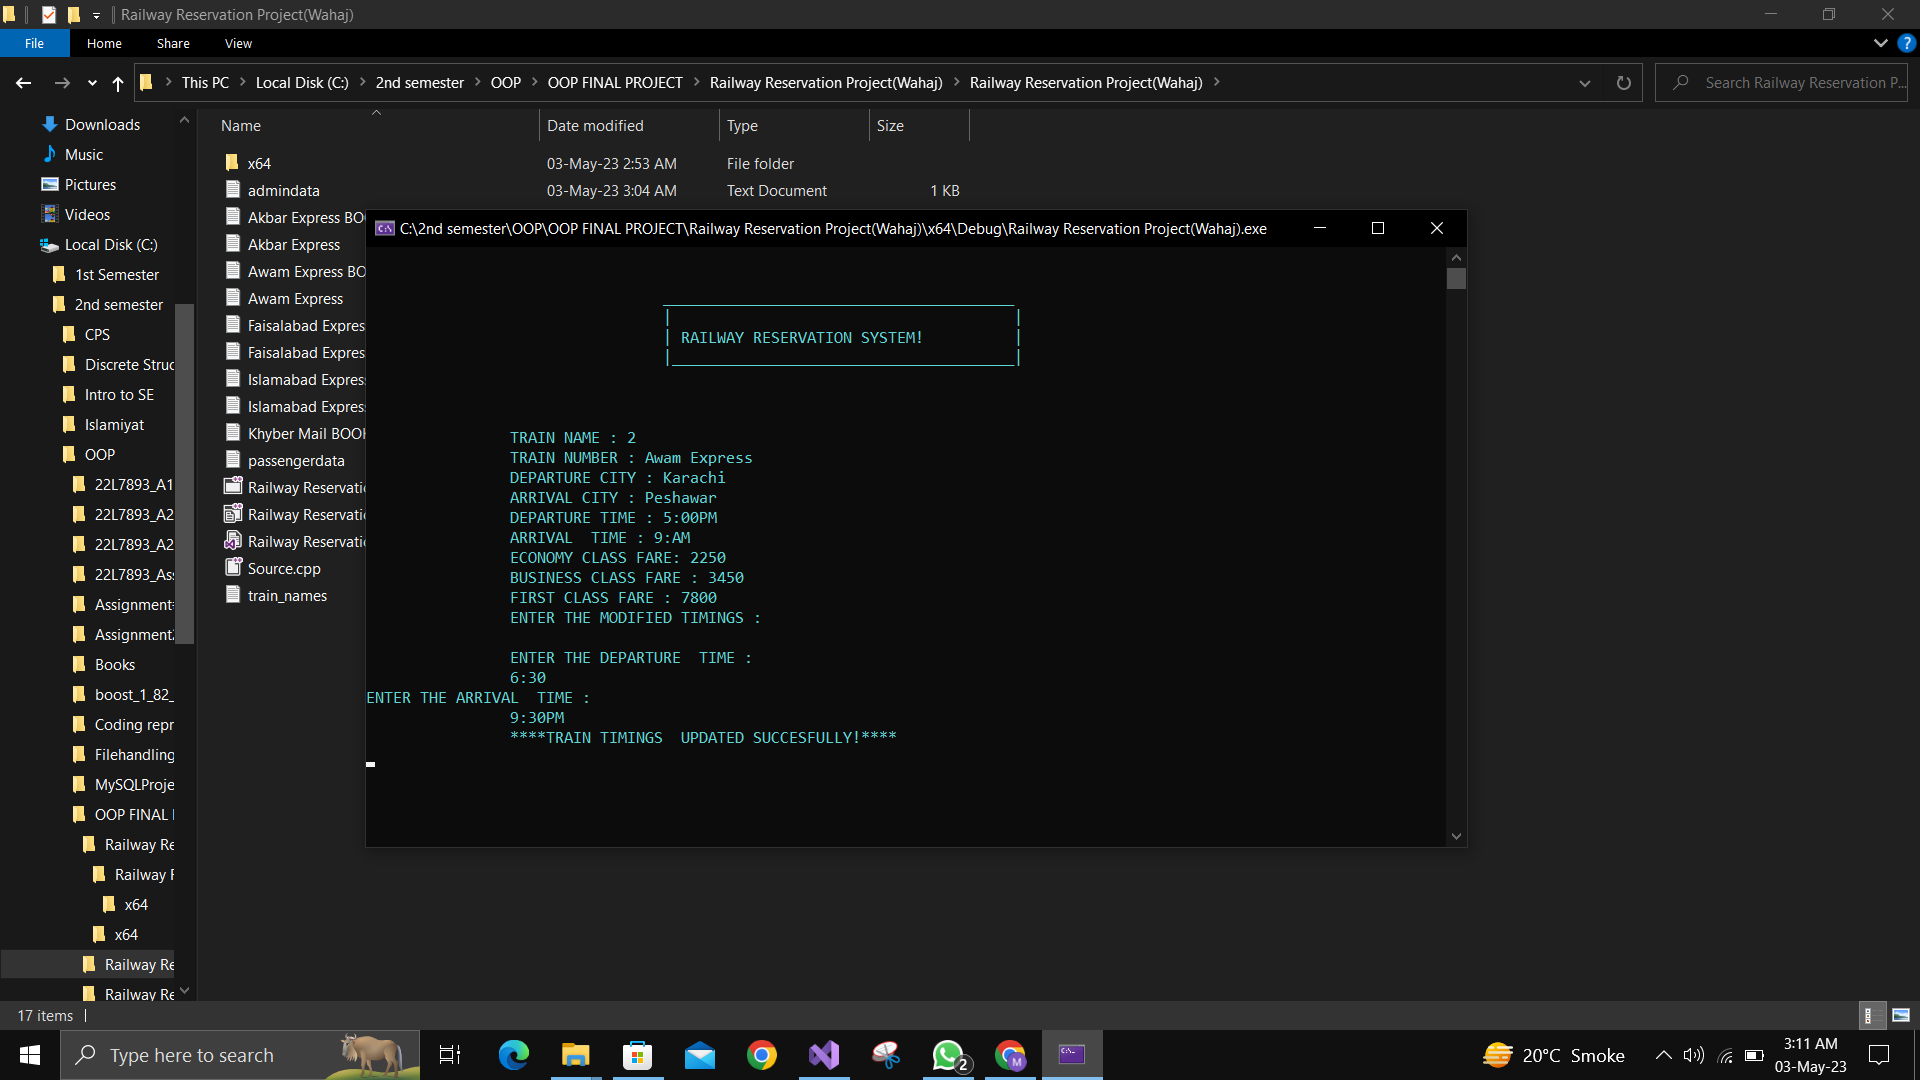 Railway Reservation Project(Wahaj)
File Home Share View
This PC Local Disk (C:) 2nd semester OOP OOP FINAL PROJECT Railway Reservation Project(Wahaj) Railway Reservation Project(Wahaj)
Search Railway Reservation P...
Downloads
Music
Pictures
Videos
Local Disk (C:)
1st Semester
2nd semester
CPS
Discrete Struc
Intro to SE
Islamiyat
OOP
22L7893_A1
22L7893_A2
22L7893_A2
22L7893_Ass
Assignment
Assignment
Books
boost_1_82_
Coding repr
Filehandling
MySQLProje
OOP FINAL
Railway Re
Railway
x64
x64
Railway Re
Railway Re
Name Date modified Type Size
x64 03-May-23 2:53 AM File folder
admindata 03-May-23 3:04 AM Text Document 1 KB
Akbar Express BO
Akbar Express
Awam Express BO
Awam Express
Faisalabad Expres
Faisalabad Expres
Islamabad Expres
Islamabad Expres
Khyber Mail BOO
passengerdata
Railway Reservati
Railway Reservati
Railway Reservati
Source.cpp
train_names
C:\2nd semester\OOP\OOP FINAL PROJECT\Railway Reservation Project(Wahaj)\x64\Debug\Railway Reservation Project(Wahaj).exe
RAILWAY RESERVATION SYSTEM!
TRAIN NAME : 2
TRAIN NUMBER : Awam Express
DEPARTURE CITY : Karachi
ARRIVAL CITY : Peshawar
DEPARTURE TIME : 5:00PM
ARRIVAL  TIME : 9:AM
ECONOMY CLASS FARE: 2250
BUSINESS CLASS FARE : 3450
FIRST CLASS FARE : 7800
ENTER THE MODIFIED TIMINGS :
ENTER THE DEPARTURE  TIME :
6:30
ENTER THE ARRIVAL  TIME :
9:30PM
****TRAIN TIMINGS  UPDATED SUCCESFULLY!****
17 items
Type here to search
2
M
20°C Smoke
3:11 AM
03-May-23